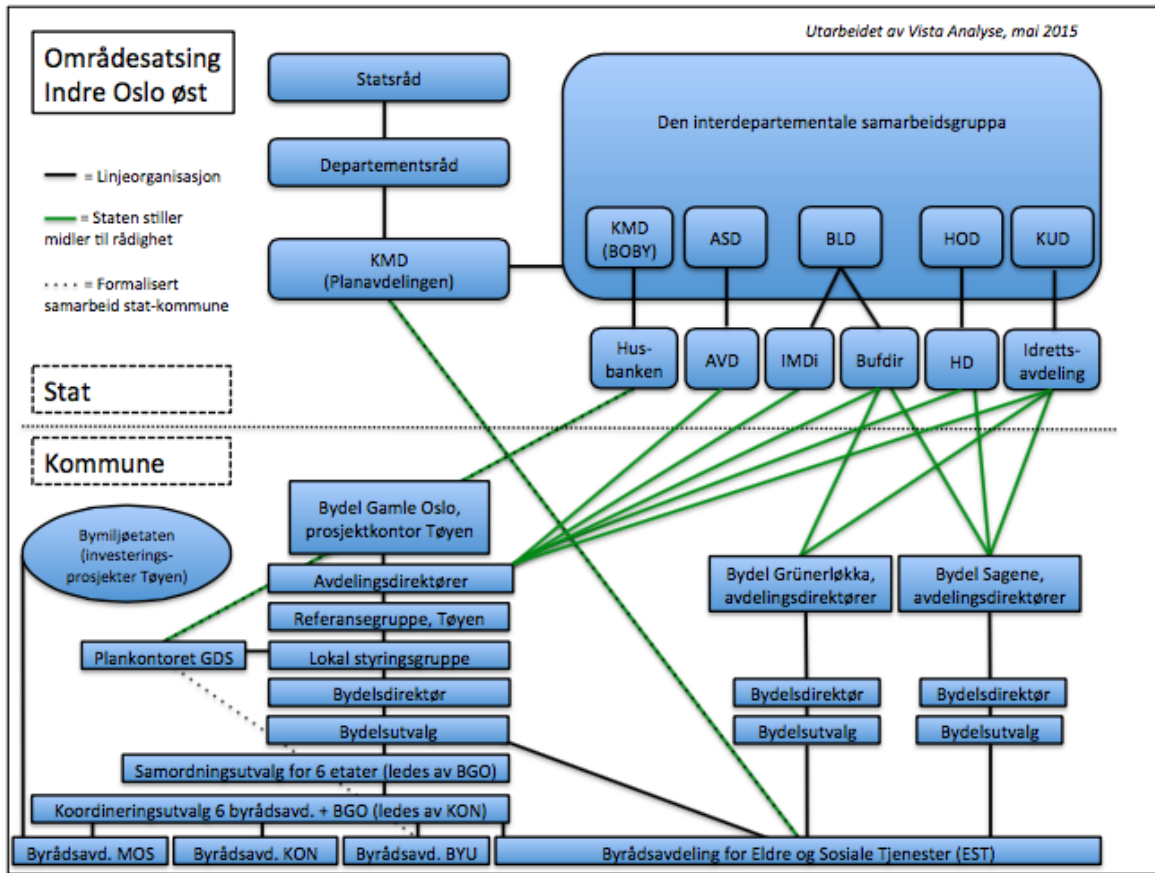 Utarbeidet av Vista Analyse, mai 2015
Områdesatsing
Indre Oslo øst
= Linjeorganisasjon
= Staten stiller
midler til rådighet
= Formalisert
samarbeid stat-kommune
Statsråd
Departementsråd
KMD
(Planavdelingen)
Den interdepartementale samarbeidsgruppa
KMD
(BOBY)
ASD
BLD
HOD
KUD
Hus-
banken
AVD
IMDi
Bufdir
HD
Idretts-
avdeling
Stat
Kommune
Bymiljøetaten
(investerings-
prosjekter Tøyen)
Bydel Gamle Oslo,
prosjektkontor Tøyen
Avdelingsdirektører
Referansegruppe, Tøyen
Plankontoret GDS
Lokal styringsgruppe
Bydelsdirektør
Bydelsutvalg
Samordningsutvalg for 6 etater (ledes av BGO)
Koordineringsutvalg 6 byrådsavd. + BGO (ledes av KON)
Bydel Grünerløkka,
avdelingsdirektører
Bydelsdirektør
Bydelsutvalg
Bydel Sagene,
avdelingsdirektører
Bydelsdirektør
Bydelsutvalg
Byrådsavd. MOS
Byrådsavd. KON
Byrådsavd. BYU
Byrådsavdeling for Eldre og Sosiale Tjenester (EST)